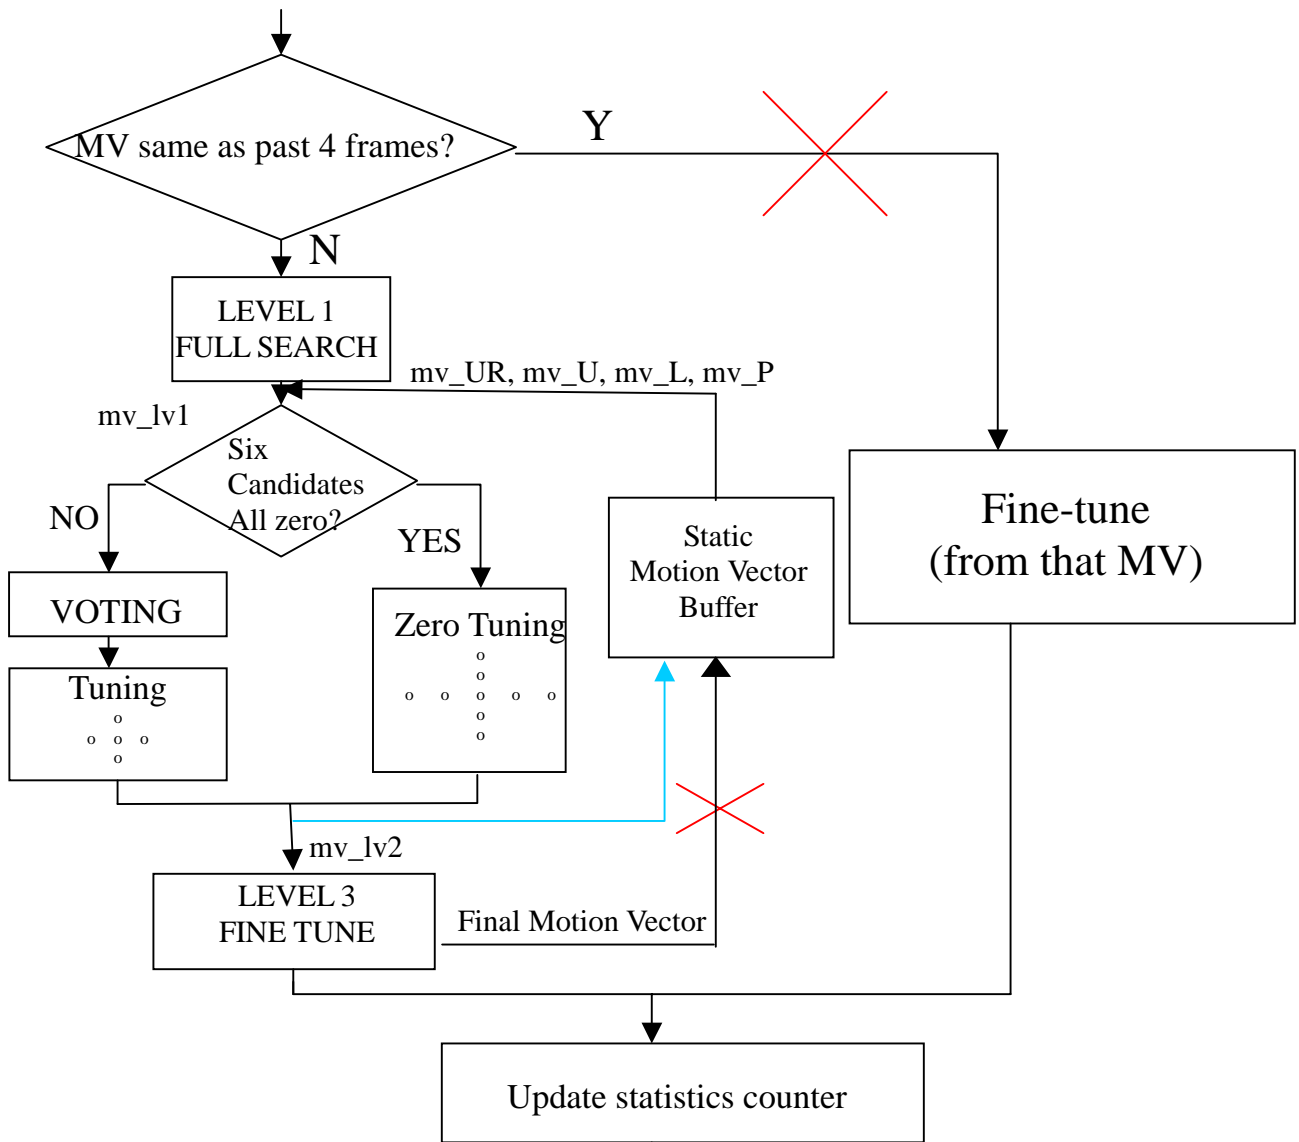 MV same as past 4 frames?
Y
N
LEVEL 1
FULL SEARCH
mv_UR, mv_U, mv_L, mv_P
mv_lv1
Six
Candidates
All zero?
NO
YES
VOTING
Tuning
o
o o o
o
Zero Tuning
o
o
o o o o o
o
o
Static
Motion Vector
Buffer
Fine-tune
(from that MV)
mv_lv2
LEVEL 3
FINE TUNE
Final Motion Vector
Update statistics counter